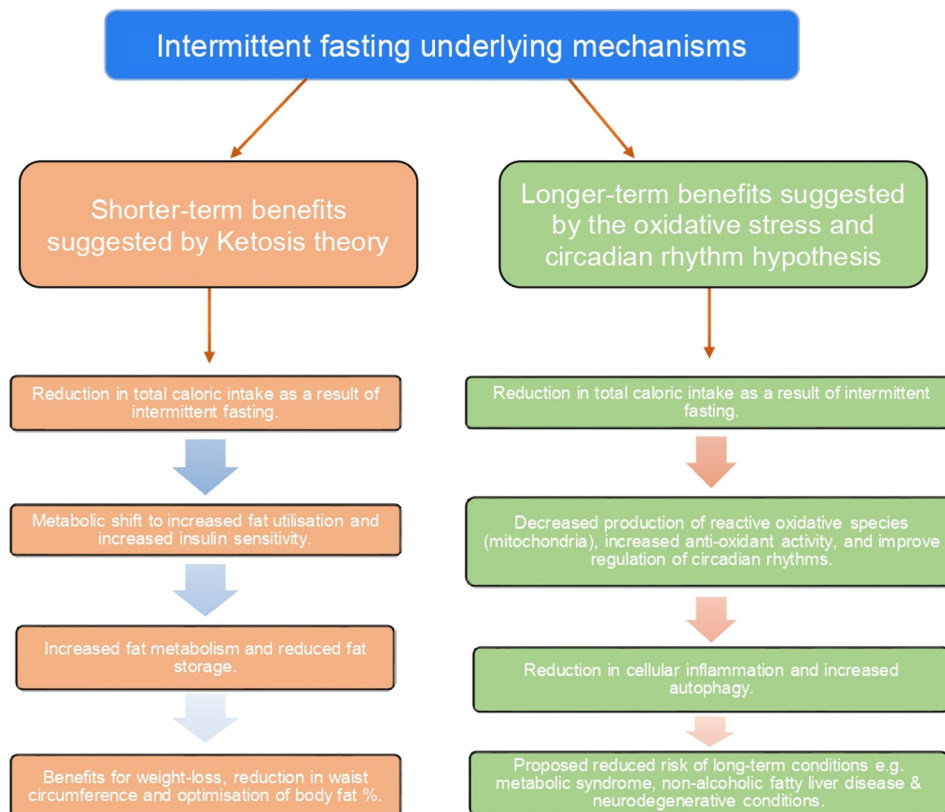 Intermittent fasting underlying mechanisms
Shorter-term benefits
suggested by Ketosis theory
Longer-term benefits suggested
by the oxidative stress and
circadian rhythm hypothesis
Reduction in total caloric intake as a result of
intermittent fasting.
Metabolic shift to increased fat utilisation and
increased insulin sensitivity.
Increased fat metabolism and reduced fat
storage.
Benefits for weight-loss, reduction in waist
circumference and optimisation of body fat %.
Reduction in total caloric intake as a result of intermittent
fasting.
Decreased production of reactive oxidative species
(mitochondria), increased anti-oxidant activity, and improve
regulation of circadian rhythms.
Reduction in cellular inflammation and increased
autophagy.
Proposed reduced risk of long-term conditions e.g.
metabolic syndrome, non-alcoholic fatty liver disease &
neurodegenerative conditions.